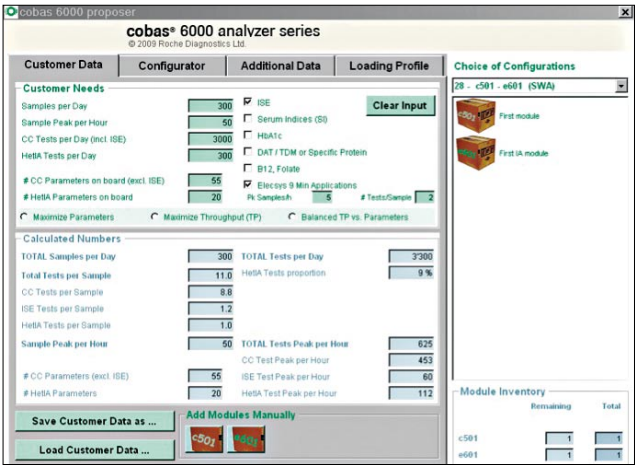 cobas 6000 proposer
x
cobas® 6000 analyzer series
© 2009 Roche Diagnostics Ltd.
Customer Data
Configurator
Additional Data
Loading Profile
Customer Needs
Samples per Day 300
Sample Peak per Hour 50
CC Tests per Day (incl. ISE) 3000
HetIA Tests per Day 300
# CC Parameters on board (excl. ISE) 55
# HetIA Parameters on board 20
ISE
Serum Indices (SI)
HbA1c
DAT / TDM or Specific Protein
B12, Folate
Elecsys 9 Min Applications
Pk Samples/h 5 # Tests/Sample 2
Clear Input
Maximize Parameters
Maximize Throughput (TP)
Balanced TP vs. Parameters
Calculated Numbers
TOTAL Samples per Day 300 TOTAL Tests per Day 3'300
Total Tests per Sample 11.0 HetIA Tests proportion 9 %
CC Tests per Sample 8.8
ISE Tests per Sample 1.2
HetIA Tests per Sample 1.0
Sample Peak per Hour 50 TOTAL Tests Peak per Hour 625
CC Test Peak per Hour 453
# CC Parameters (excl. ISE) 55 ISE Test Peak per Hour 60
# HetIA Parameters 20 HetIA Test Peak per Hour 112
Save Customer Data as ...
Load Customer Data ...
Add Modules Manually
c501
e601
Choice of Configurations
28 - c501 - e601 (SWA)
c501
First module
e601
First IA module
Module Inventory
Remaining Total
c501 1 1
e601 1 1